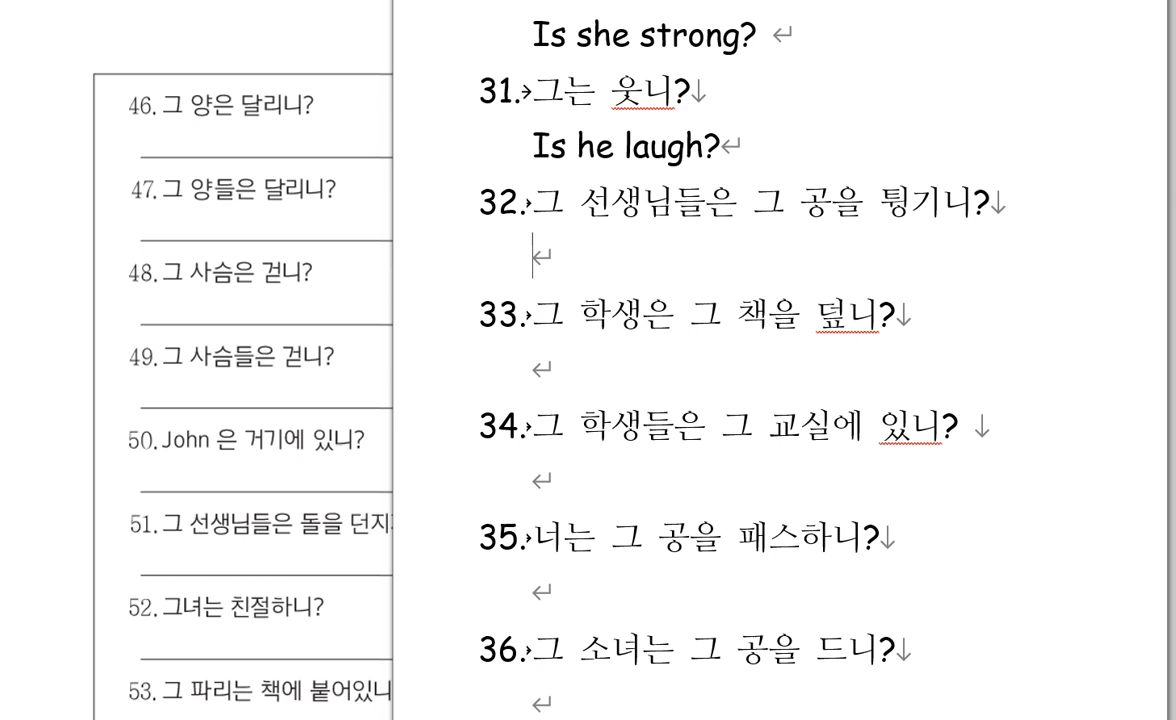 46. 그 양은 달리니?
47. 그 양들은 달리니?
48. 그 사슴은 걷니?
49. 그 사슴들은 걷니?
50. John 은 거기에 있니?
51. 그 선생님들은 돌을 던지
52. 그녀는 친절하니?
53. 그 파리는 책에 붙어있니
Is she strong?
31. 그는 웃니?
Is he laugh?
32. 그 선생님들은 그 공을 튕기니?
33. 그 학생은 그 책을 덮니?
34. 그 학생들은 그 교실에 있니?
35. 너는 그 공을 패스하니?
36. 그 소녀는 그 공을 드니?